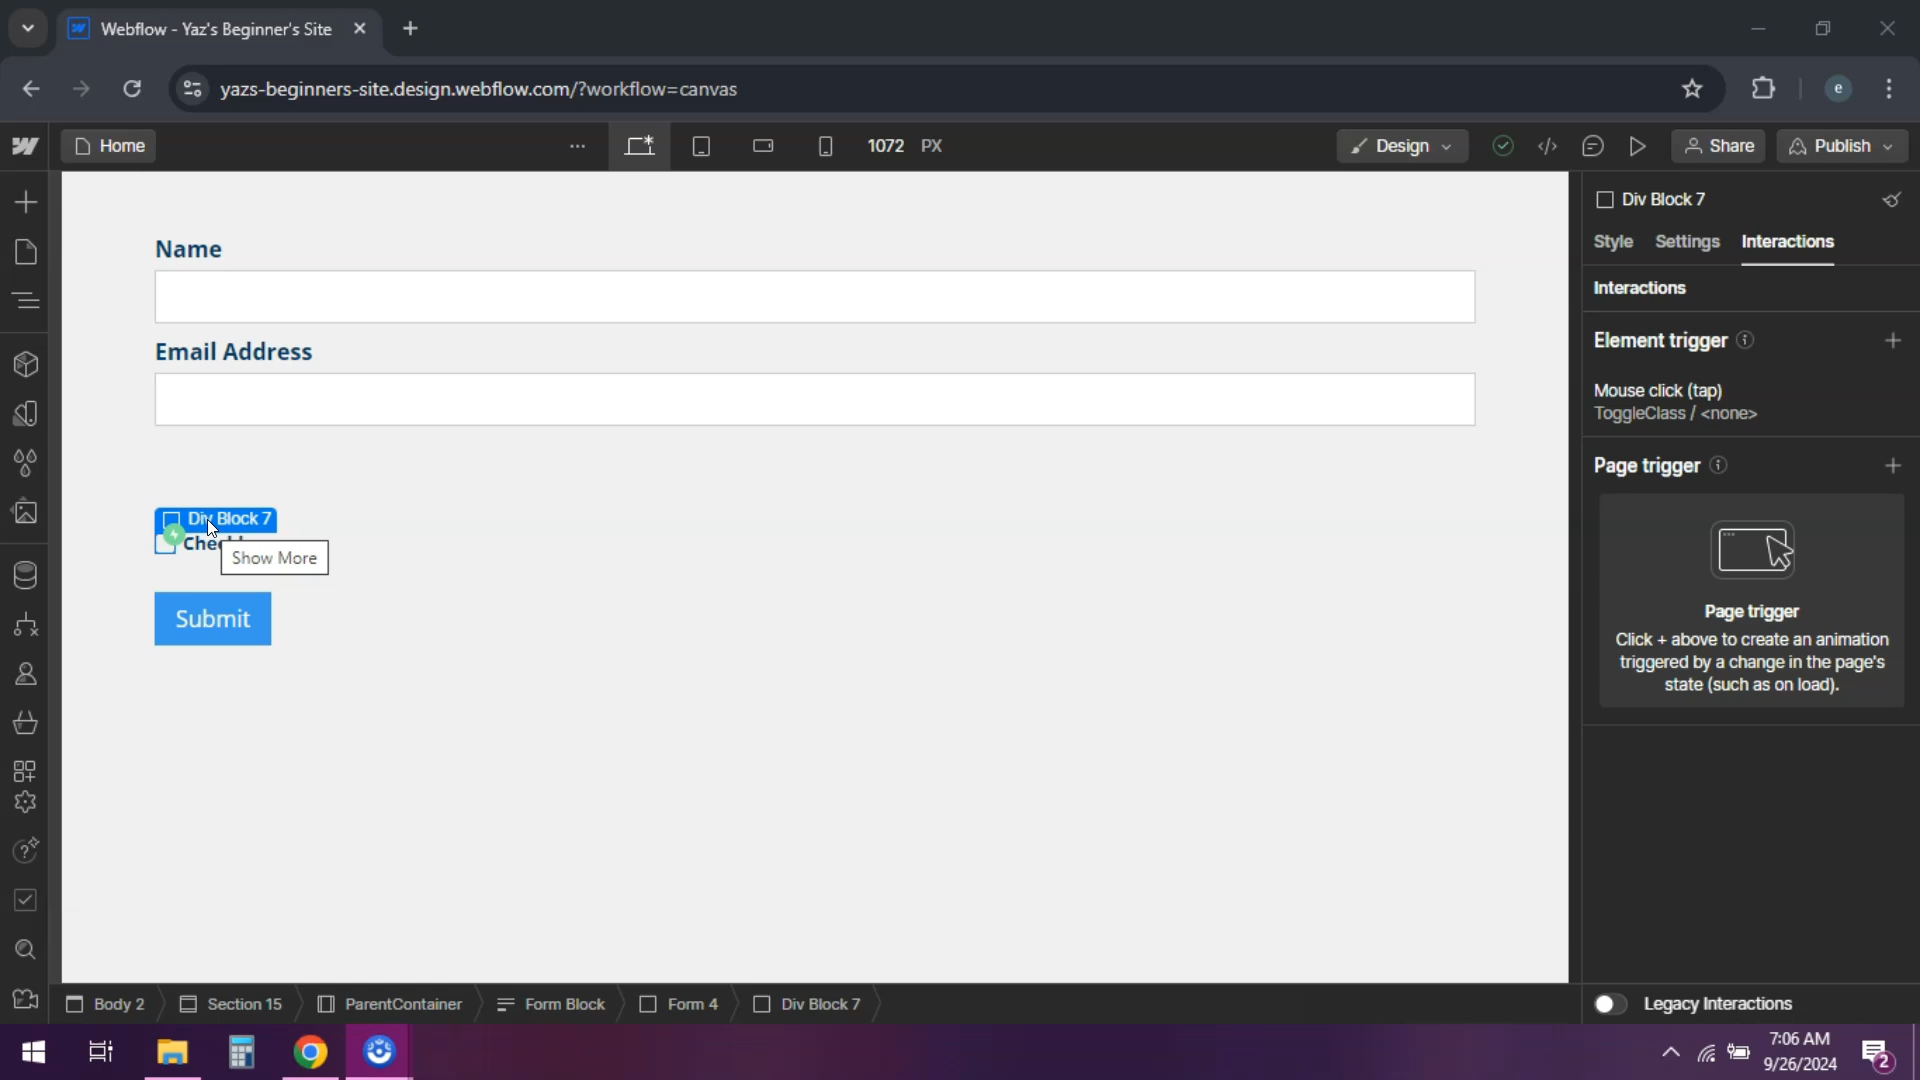 Webflow - Yaz's Beginner's Site
yazs-beginners-site.design.webflow.com/?workflow=canvas
e
Home
1072 PX
Design
Share
Publish
Div Block 7
Style Settings Interactions
Interactions
Element trigger
Mouse click (tap)
ToggleClass / <none>
Page trigger
Page trigger
Click + above to create an animation
triggered by a change in the page's
state (such as on load).
Name
Email Address
Div Block 7
Show More
Submit
Body 2
Section 15
ParentContainer
Form Block
Form 4
Div Block 7
Legacy Interactions
7:06 AM
9/26/2024
2